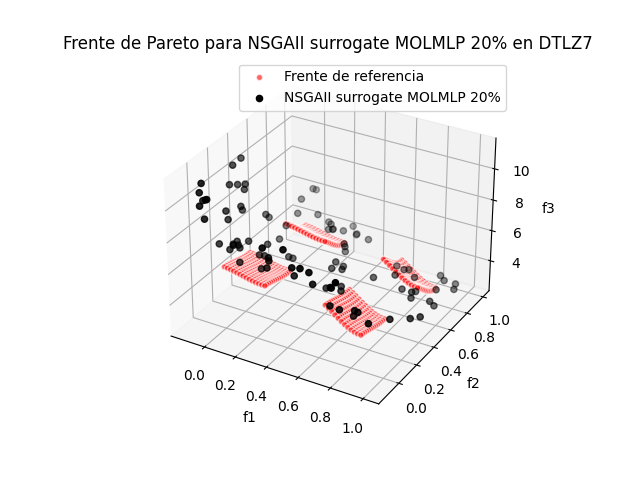 Frente de Pareto para NSGAII surrogate MOLMLP 20% en DTLZ7
Frente de referencia
NSGAII surrogate MOLMLP 20%
10
8
6
4
f3
1.0
0.8
0.6
0.4
0.2
0.0
f2
0.0
0.2
0.4
0.6
0.8
1.0
f1